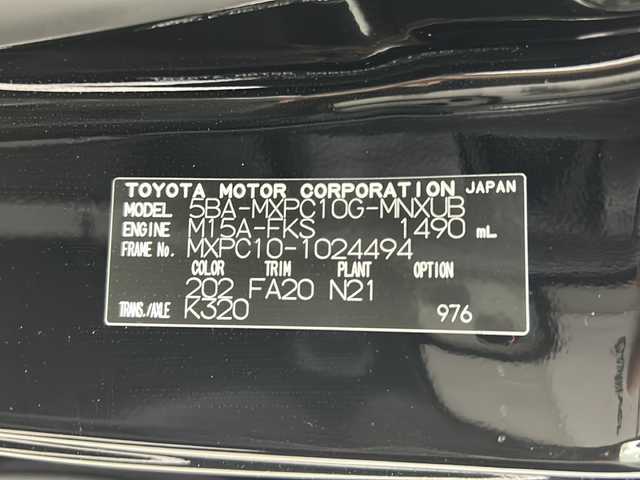 TOYOTA MOTOR CORPORATION JAPAN
MODEL 5BA-MXPC10G-MNXUB
ENGINE M15A-FKS 1490 mL
FRAME No. MXPC10-1024494
COLOR TRIM PLANT OPTION
202 FA20 N21
TRANS./AXLE K320 976